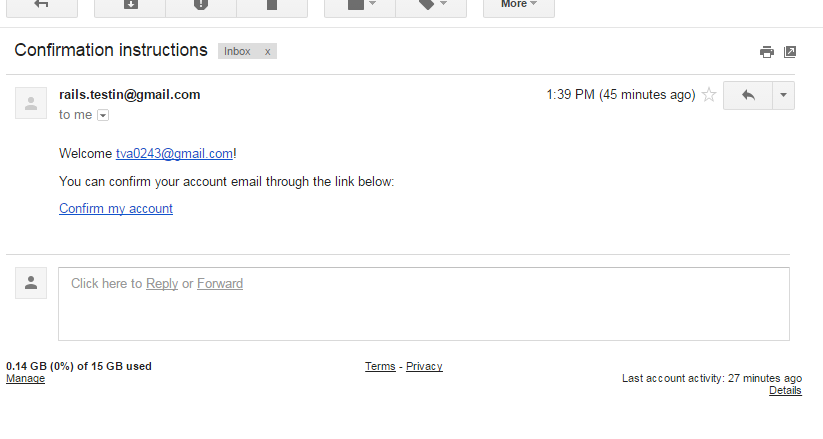 More
Confirmation instructions Inbox x
rails.testin@gmail.com 1:39 PM (45 minutes ago)
to me
Welcome tva0243@gmail.com!
You can confirm your account email through the link below:
Confirm my account
Click here to Reply or Forward
0.14 GB (0%) of 15 GB used
Manage
Terms - Privacy
Last account activity: 27 minutes ago
Details